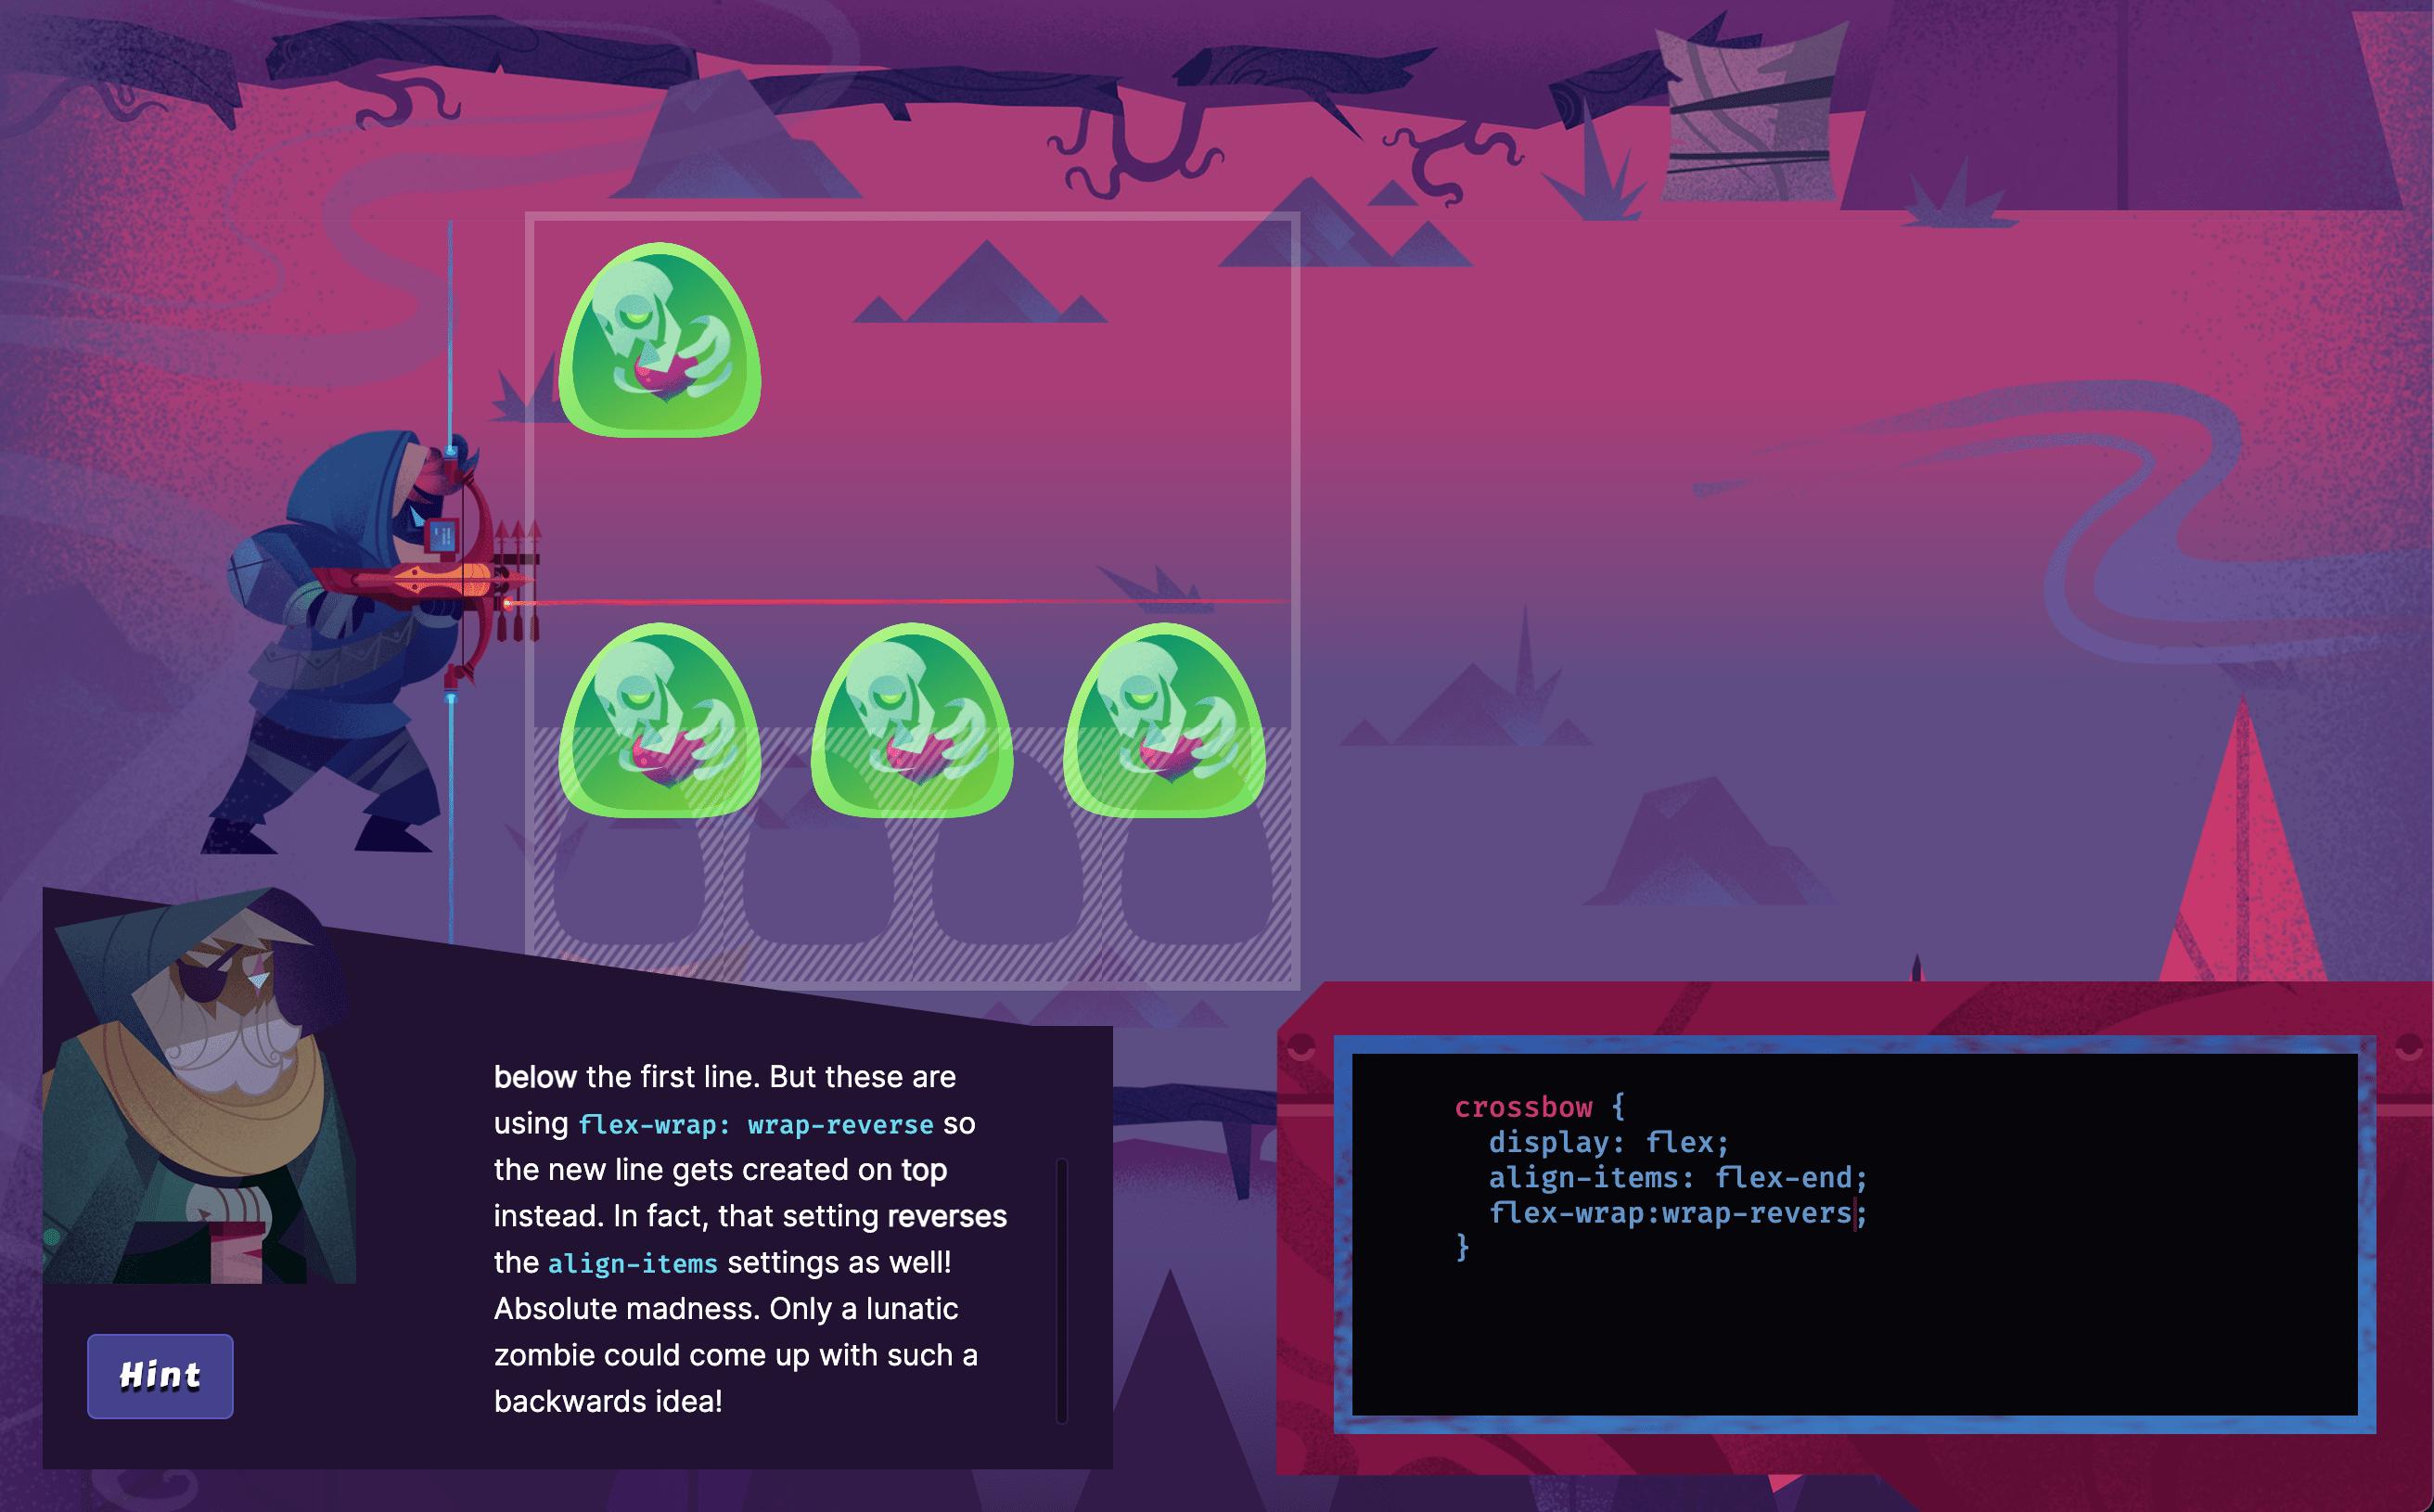 below the first line. But these are
using flex-wrap: wrap-reverse so
the new line gets created on top
instead. In fact, that setting reverses
the align-items settings as well!
Absolute madness. Only a lunatic
zombie could come up with such a
backwards idea!
Hint
crossbow {
display: flex;
align-items: flex-end;
flex-wrap:wrap-revers;
}